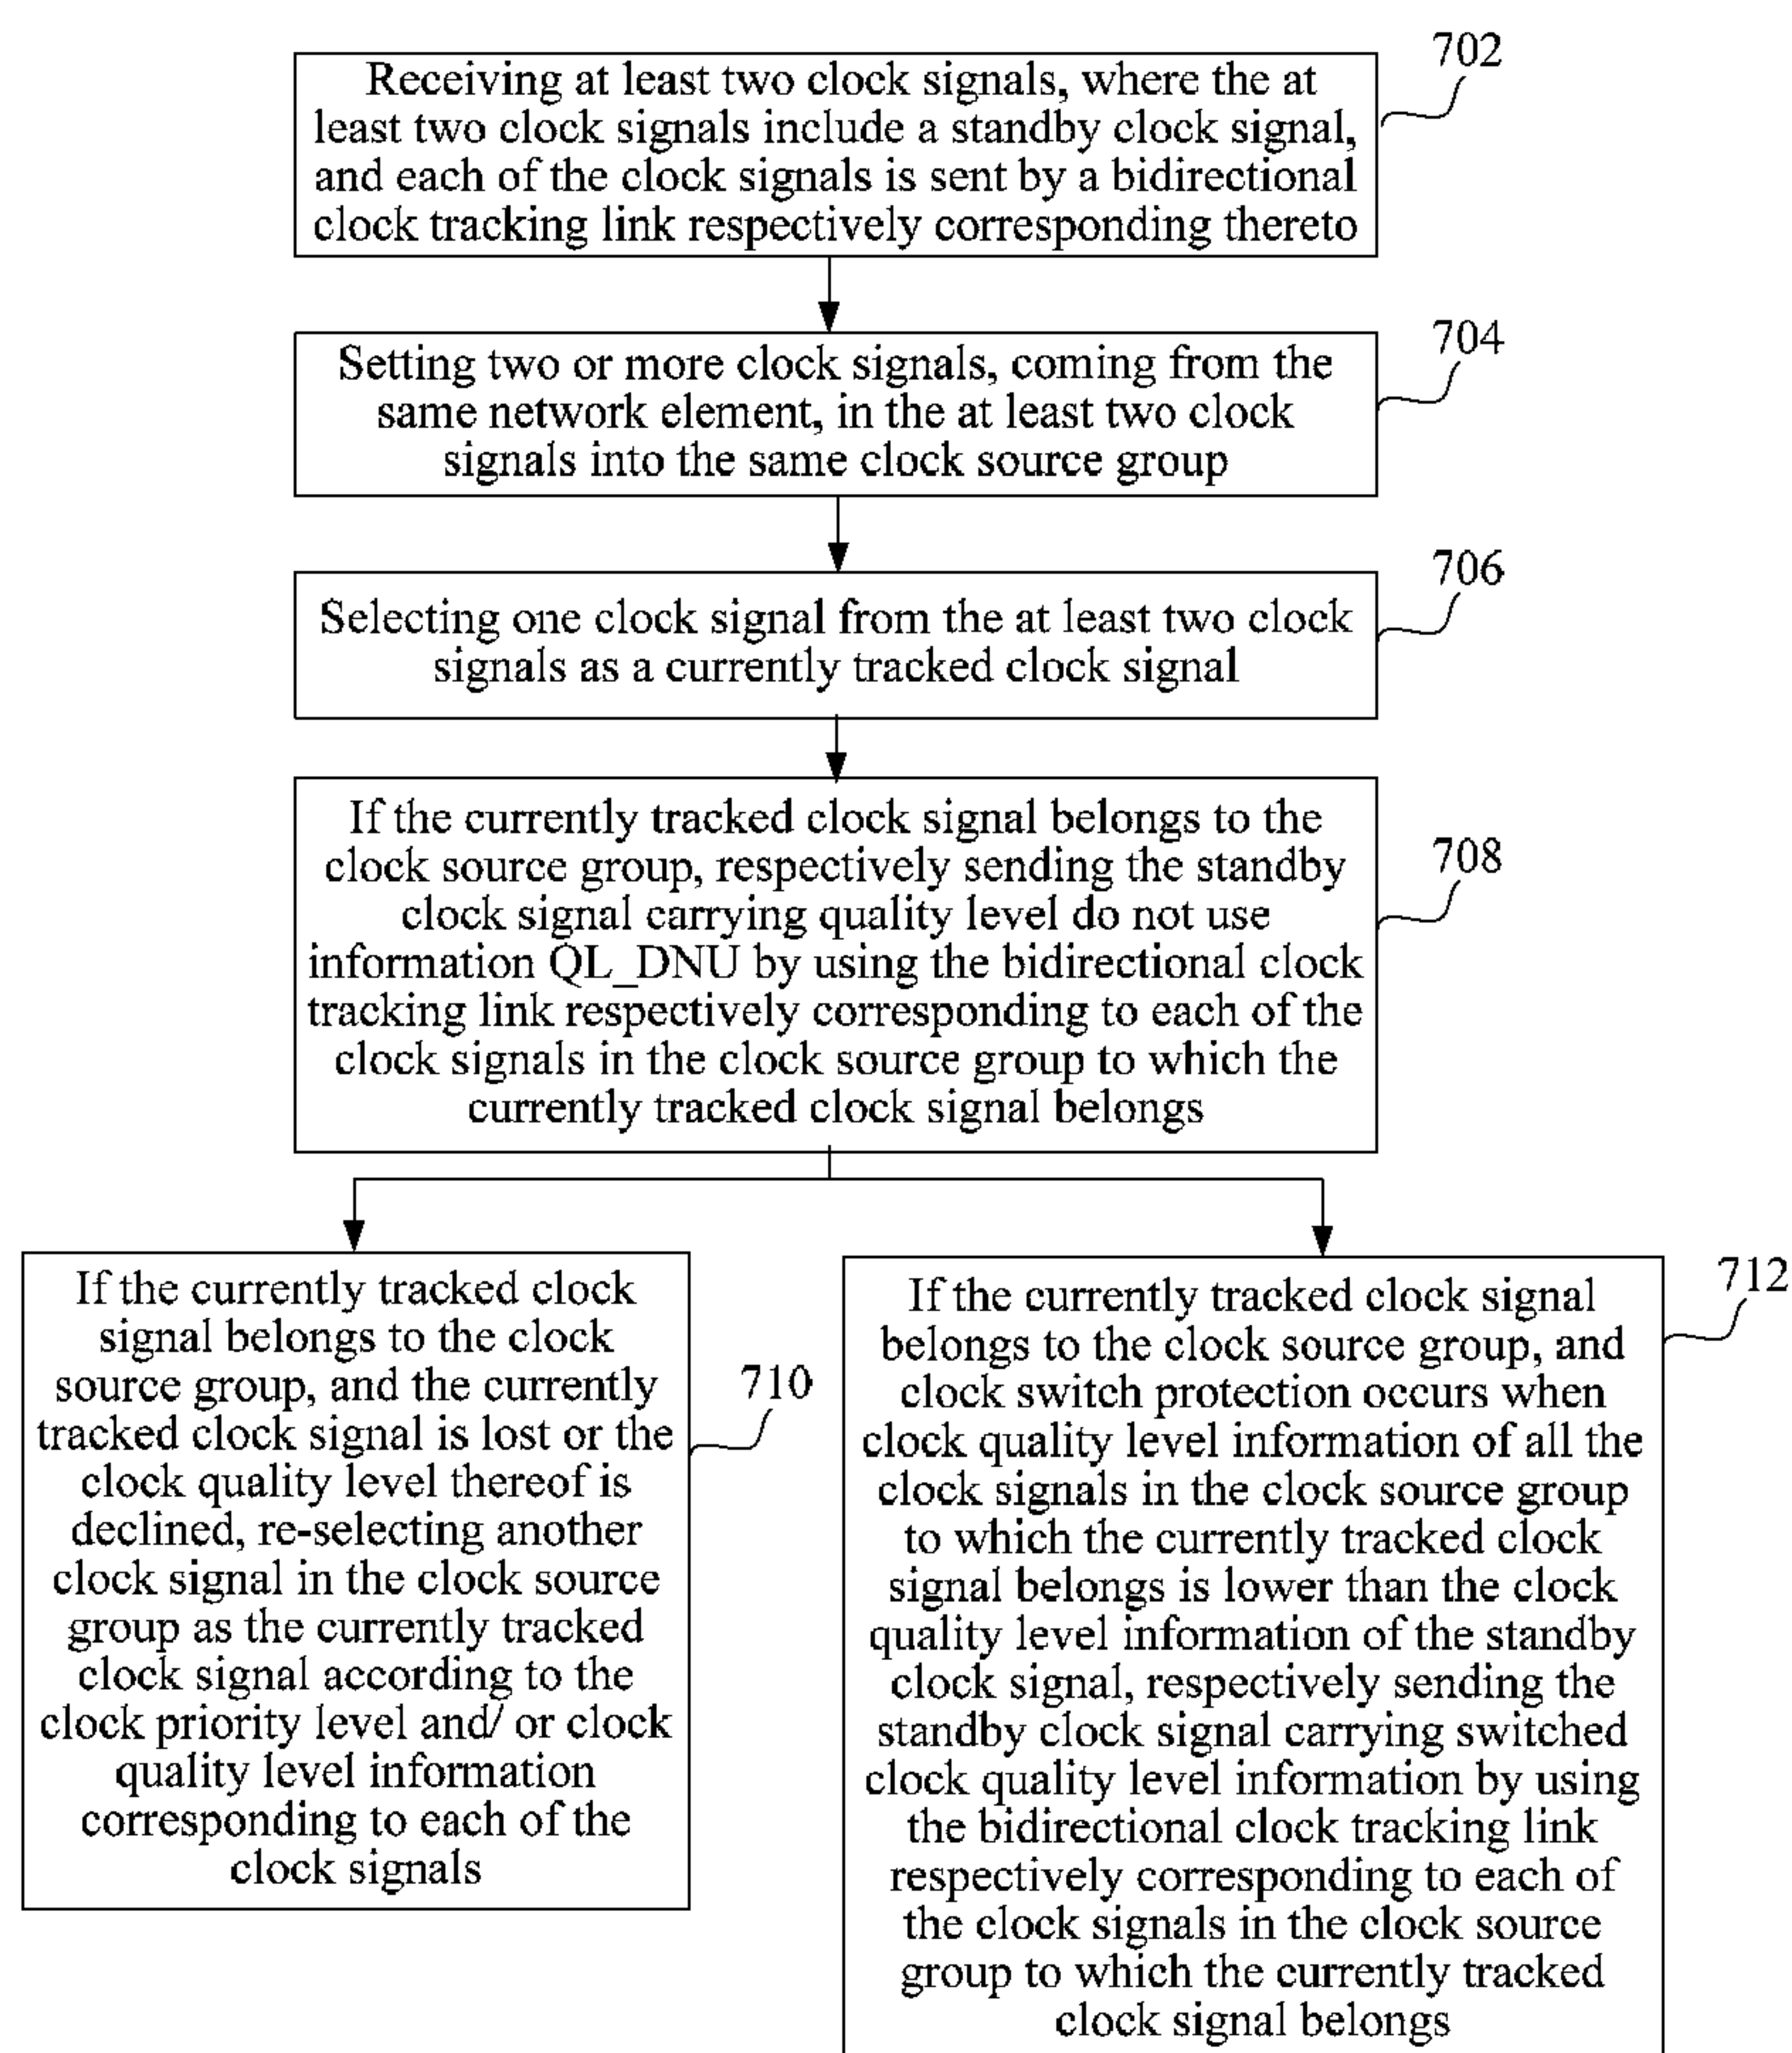 702
Receiving at least two clock signals, where the at
least two clock signals include a standby clock signal,
and each of the clock signals is sent by a bidirectional
clock tracking link respectively corresponding thereto
704
Setting two or more clock signals, coming from the
same network element, in the at least two clock
signals into the same clock source group
706
Selecting one clock signal from the at least two clock
signals as a currently tracked clock signal
708
If the currently tracked clock signal belongs to the
clock source group, respectively sending the standby
clock signal carrying quality level do not use
information QL_DNU by using the bidirectional clock
tracking link respectively corresponding to each of the
clock signals in the clock source group to which the
currently tracked clock signal belongs
710
If the currently tracked clock
signal belongs to the clock
source group, and the currently
tracked clock signal is lost or the
clock quality level thereof is
declined, re-selecting another
clock signal in the clock source
group as the currently tracked
clock signal according to the
clock priority level and/ or clock
quality level information
corresponding to each of the
clock signals
712
If the currently tracked clock signal
belongs to the clock source group, and
clock switch protection occurs when
clock quality level information of all the
clock signals in the clock source group
to which the currently tracked clock
signal belongs is lower than the clock
quality level information of the standby
clock signal, respectively sending the
standby clock signal carrying switched
clock quality level information by using
the bidirectional clock tracking link
respectively corresponding to each of
the clock signals in the clock source
group to which the currently tracked
clock signal belongs